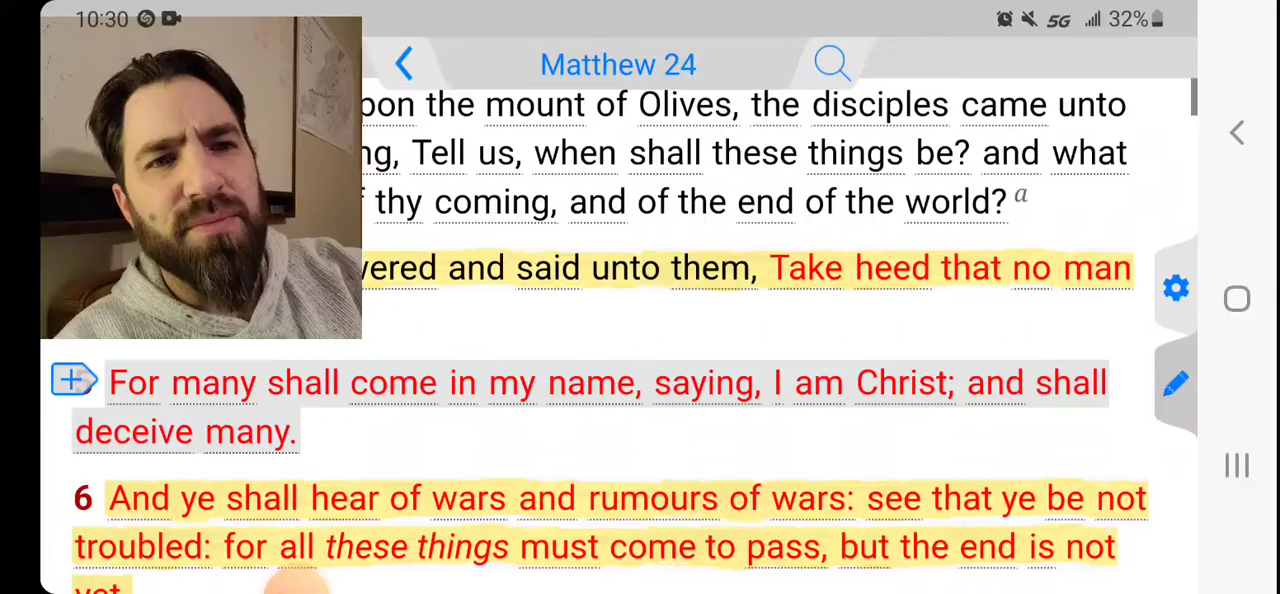 10:30 5G 32%
Matthew 24
pon the mount of Olives, the disciples came unto
ng, Tell us, when shall these things be? and what
thy coming, and of the end of the world? a
wered and said unto them, Take heed that no man
For many shall come in my name, saying, I am Christ; and shall
deceive many.
6 And ye shall hear of wars and rumours of wars: see that ye be not
troubled: for all these things must come to pass, but the end is not
yet.